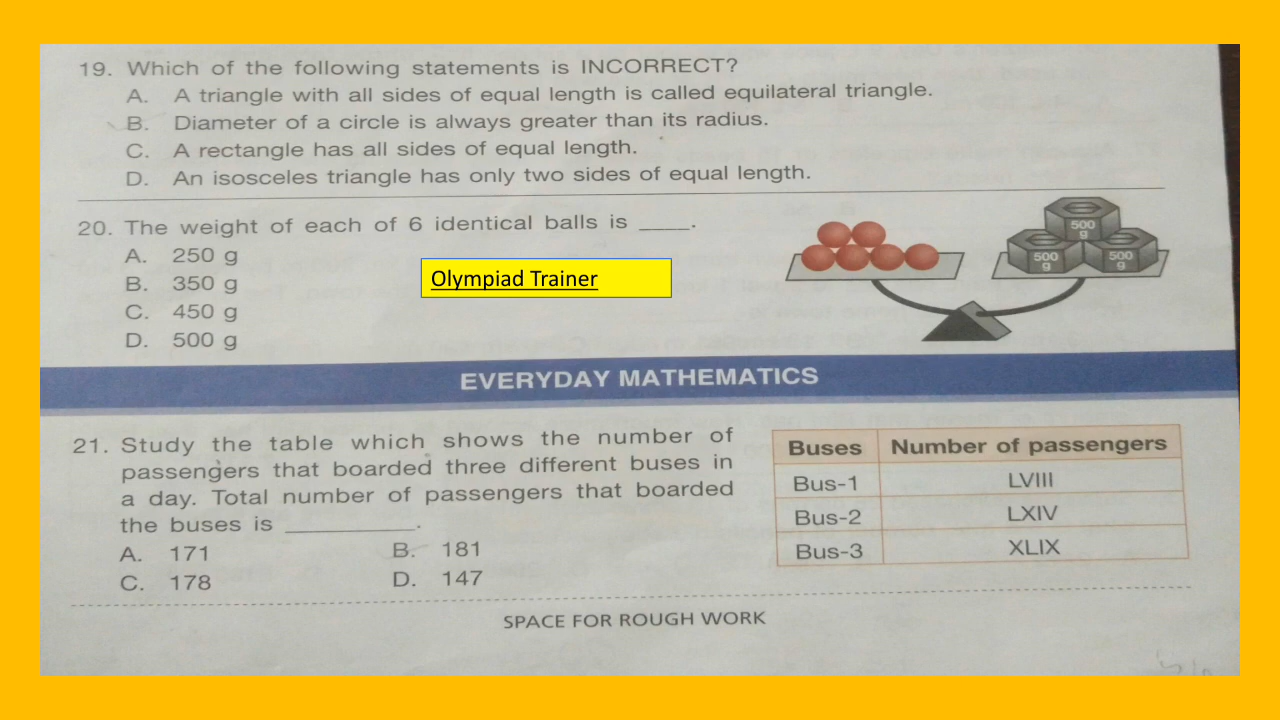 19. Which of the following statements is INCORRECT?
A. A triangle with all sides of equal length is called equilateral triangle.
B. Diameter of a circle is always greater than its radius.
C. A rectangle has all sides of equal length.
D. An isosceles triangle has only two sides of equal length.
20. The weight of each of 6 identical balls is ____.
A. 250 g
B. 350 g
C. 450 g
D. 500 g
500 g
500 g
500 g
Olympiad Trainer
EVERYDAY MATHEMATICS
21. Study the table which shows the number of
passengers that boarded three different buses in
a day. Total number of passengers that boarded
the buses is ____________.
A. 171 B. 181
C. 178 D. 147
Buses Number of passengers
Bus-1 LVIII
Bus-2 LXIV
Bus-3 XLIX
SPACE FOR ROUGH WORK